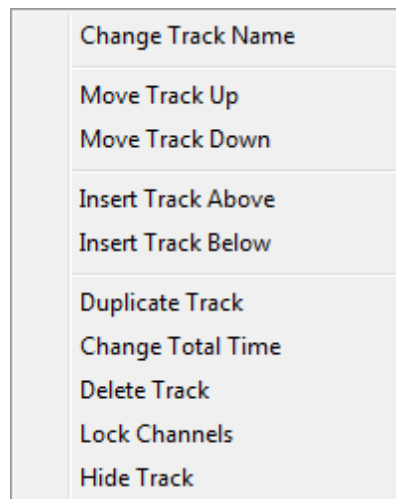 Change Track Name
Move Track Up
Move Track Down
Insert Track Above
Insert Track Below
Duplicate Track
Change Total Time
Delete Track
Lock Channels
Hide Track